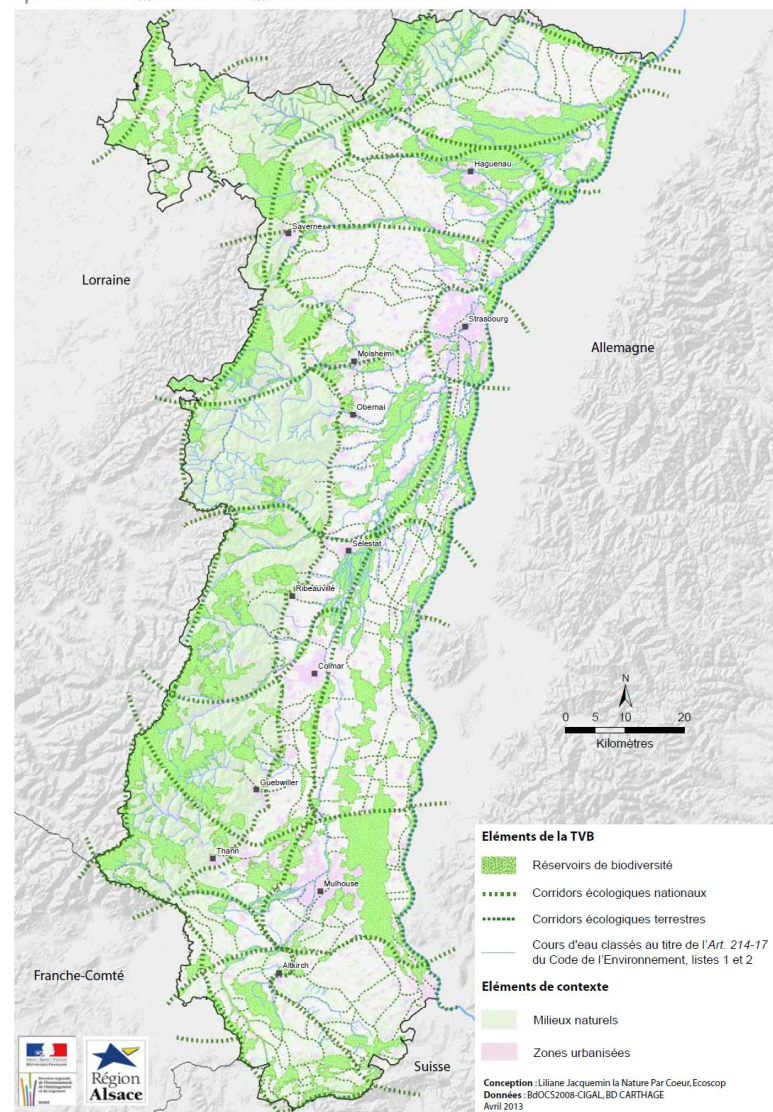 Haguenau
Saverne
Lorraine
Strasbourg
Allemagne
Molsheim
Obernai
Sélestat
Ribeauvillé
Colmar
N
0 5 10 20
Kilomètres
Guebwiller
Thann
Mulhouse
Altkirch
Franche-Comté
Suisse
Eléments de la TVB
Réservoirs de biodiversité
Corridors écologiques nationaux
Corridors écologiques terrestres
Cours d'eau classés au titre de l'Art. 214-17
du Code de l'Environnement, listes 1 et 2
Eléments de contexte
Milieux naturels
Zones urbanisées
Conception : Liliane Jacquemin la Nature Par Coeur, Ecoscop
Données : BdOCS2008-CIGAL, BD CARTHAGE
Avril 2013
Région
Alsace